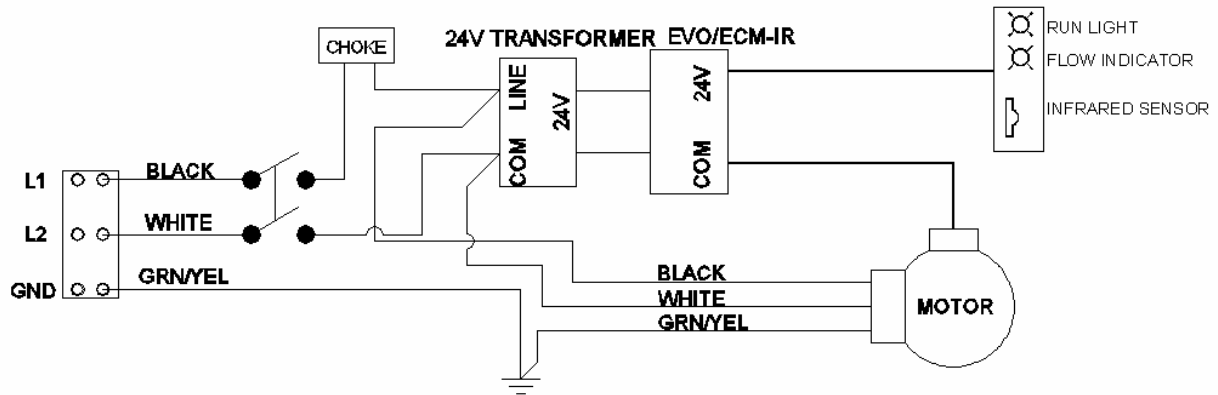 CHOKE
24V TRANSFORMER
EVO/ECM-IR
RUN LIGHT
FLOW INDICATOR
INFRARED SENSOR
LINE
COM
24V
24V
COM
L1
BLACK
L2
WHITE
GND
GRN/YEL
BLACK
WHITE
GRN/YEL
MOTOR